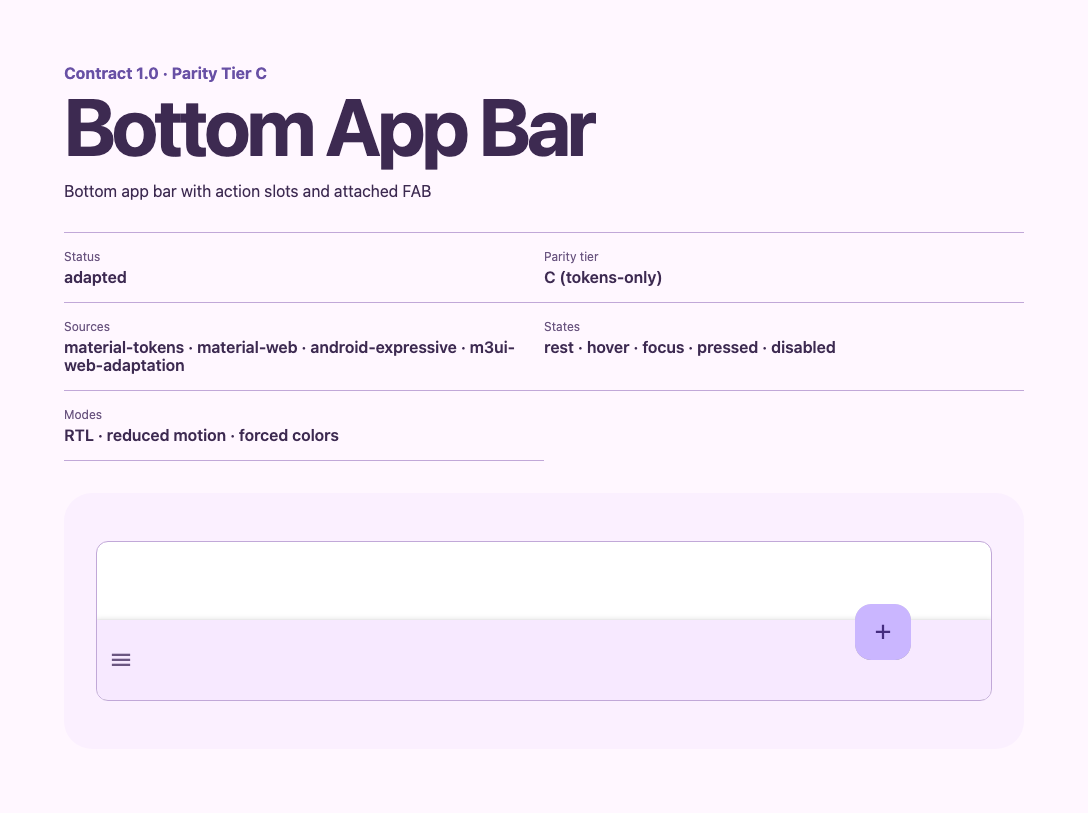 Contract 1.0 · Parity Tier C
Bottom App Bar
Bottom app bar with action slots and attached FAB
Status
adapted
Parity tier
C (tokens-only)
Sources
material-tokens · material-web · android-expressive · m3ui-
web-adaptation
States
rest · hover · focus · pressed · disabled
Modes
RTL · reduced motion · forced colors